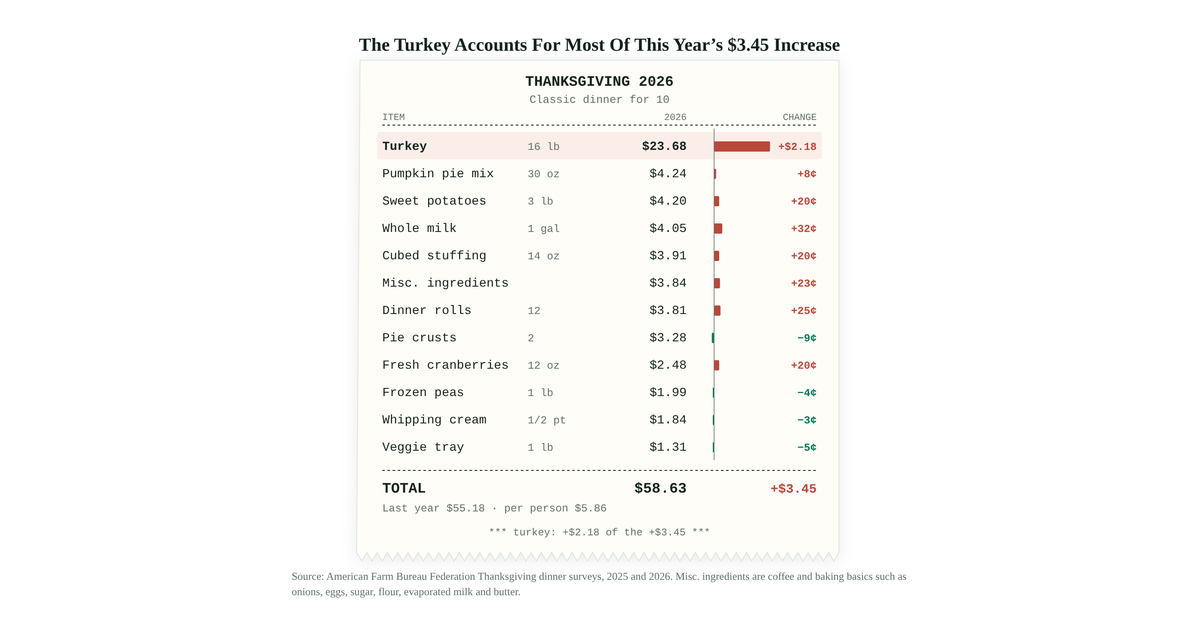 The Turkey Accounts For Most Of This Year’s $3.45 Increase
THANKSGIVING 2026
Classic dinner for 10
ITEM 2026 CHANGE
Turkey 16 lb $23.68 +$2.18
Pumpkin pie mix 30 oz $4.24 +8¢
Sweet potatoes 3 lb $4.20 +20¢
Whole milk 1 gal $4.05 +32¢
Cubed stuffing 14 oz $3.91 +20¢
Misc. ingredients $3.84 +23¢
Dinner rolls 12 $3.81 +25¢
Pie crusts 2 $3.28 −9¢
Fresh cranberries 12 oz $2.48 +20¢
Frozen peas 1 lb $1.99 −4¢
Whipping cream 1/2 pt $1.84 −3¢
Veggie tray 1 lb $1.31 −5¢
TOTAL $58.63 +$3.45
Last year $55.18 · per person $5.86
*** turkey: +$2.18 of the +$3.45 ***
Source: American Farm Bureau Federation Thanksgiving dinner surveys, 2025 and 2026. Misc. ingredients are coffee and baking basics such as
onions, eggs, sugar, flour, evaporated milk and butter.